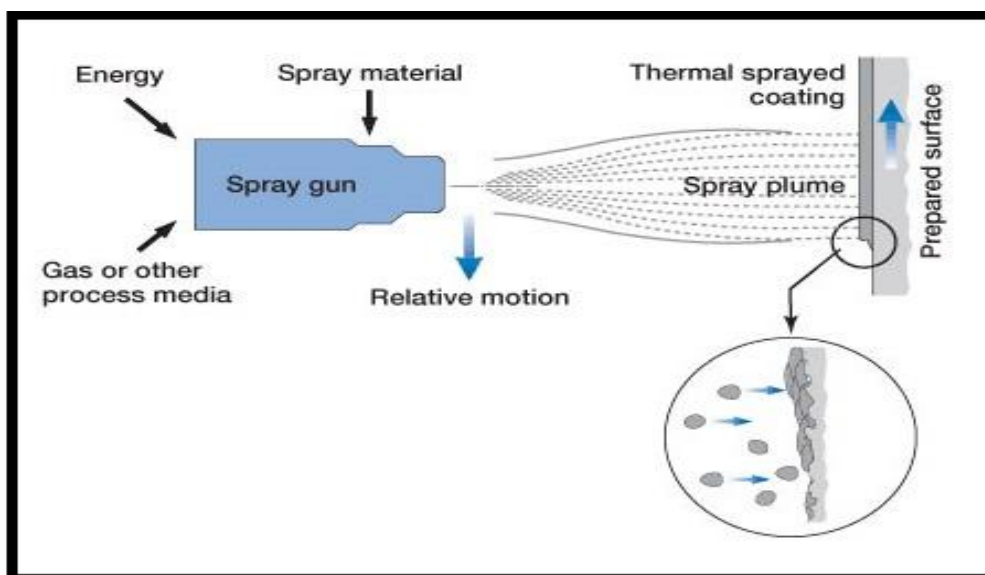 Energy
Spray material
Thermal sprayed
coating
Spray gun
Spray plume
Prepared surface
Gas or other
process media
Relative motion